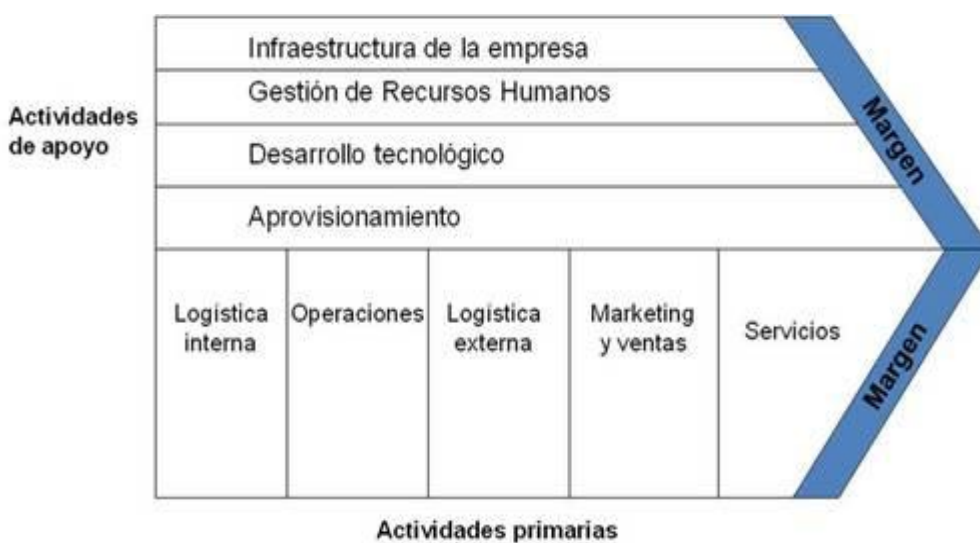 Infraestructura de la empresa
Gestión de Recursos Humanos
Actividades
de apoyo
Desarrollo tecnológico
Aprovisionamiento
Margen
Logística
interna
Operaciones
Logística
externa
Marketing
y ventas
Servicios
Margen
Actividades primarias